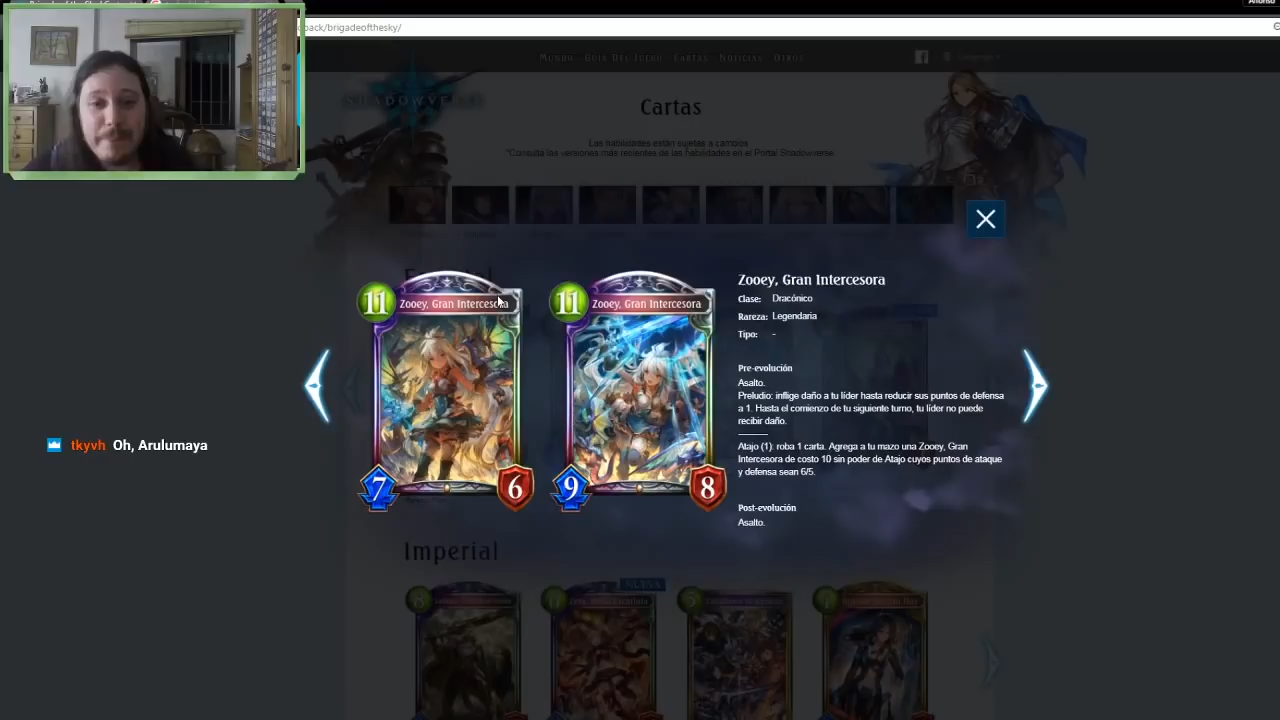 back/brigadeofthesky/
Mundo Guía Del Juego Cartas Noticias Otros
SHADOWVERSE
Cartas
Las habilidades están sujetas a cambios
*Consulta las versiones más recientes de las habilidades en el Portal Shadowverse
11
Zooey, Gran Intercesora
7
6
11
Zooey, Gran Intercesora
9
8
Zooey, Gran Intercesora
Clase: Dracónico
Rareza: Legendaria
Tipo: -
Pre-evolución
Asalto.
Preludio: inflige daño a tu líder hasta reducir sus puntos de defensa
a 1. Hasta el comienzo de tu siguiente turno, tu líder no puede
recibir daño.
Atajo (1): roba 1 carta. Agrega a tu mazo una Zooey, Gran
Intercesora de costo 10 sin poder de Atajo cuyos puntos de ataque
y defensa sean 6/5.
Post-evolución
Asalto.
tkyvh Oh, Arulumaya
Imperial